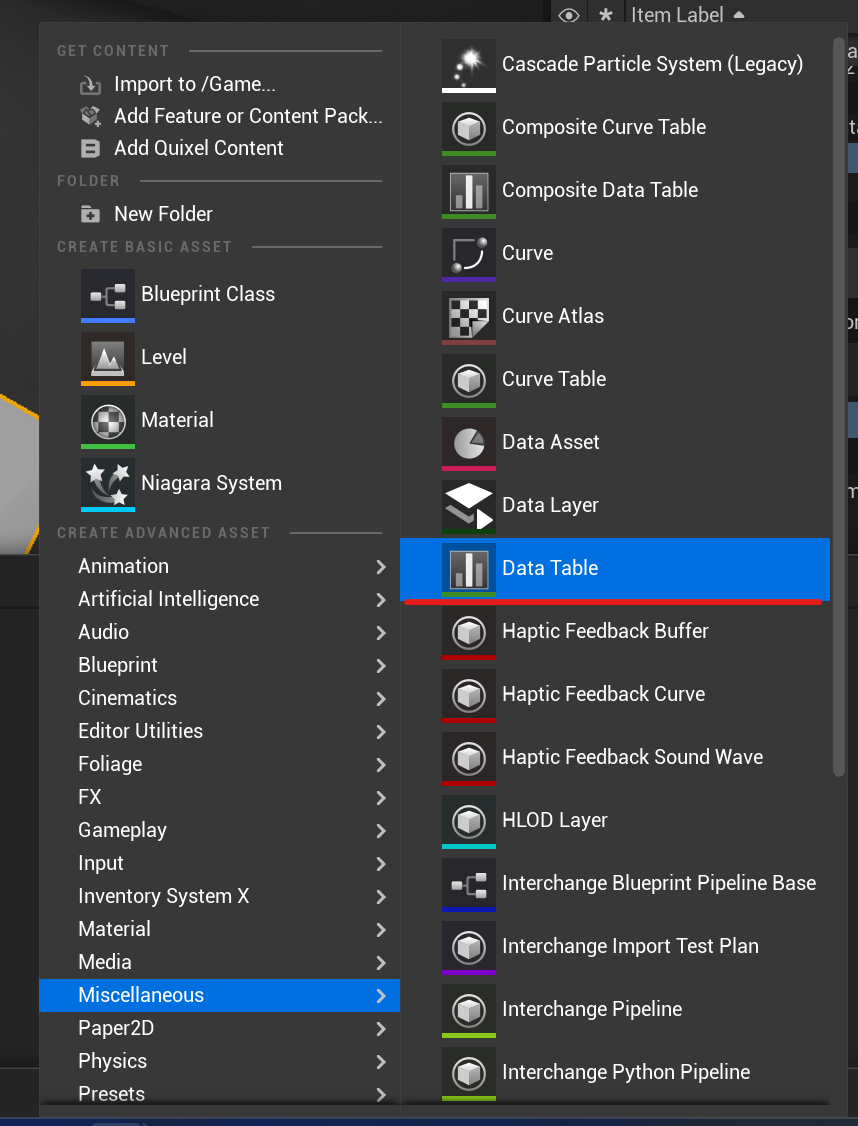 Item Label
GET CONTENT
Import to /Game...
Add Feature or Content Pack...
Add Quixel Content
FOLDER
New Folder
CREATE BASIC ASSET
Blueprint Class
Level
Material
Niagara System
CREATE ADVANCED ASSET
Animation
Artificial Intelligence
Audio
Blueprint
Cinematics
Editor Utilities
Foliage
FX
Gameplay
Input
Inventory System X
Material
Media
Miscellaneous
Paper2D
Physics
Presets
Cascade Particle System (Legacy)
Composite Curve Table
Composite Data Table
Curve
Curve Atlas
Curve Table
Data Asset
Data Layer
Data Table
Haptic Feedback Buffer
Haptic Feedback Curve
Haptic Feedback Sound Wave
HLOD Layer
Interchange Blueprint Pipeline Base
Interchange Import Test Plan
Interchange Pipeline
Interchange Python Pipeline